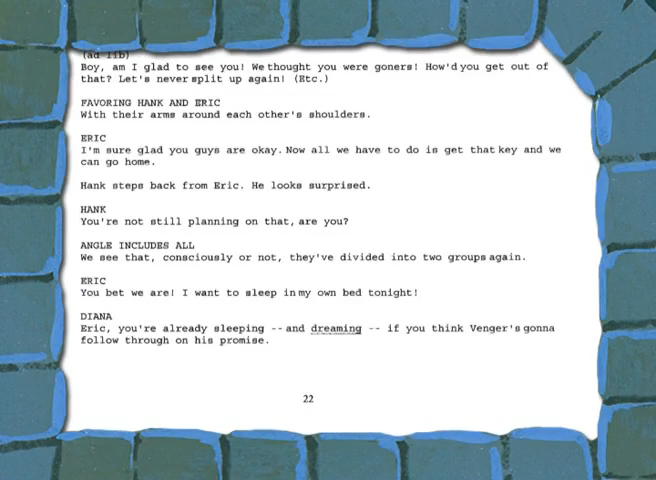 (ad lib)
Boy, am I glad to see you! We thought you were goners! How'd you get out of
that? Let's never split up again! (Etc.)
FAVORING HANK AND ERIC
With their arms around each other's shoulders.
ERIC
I'm sure glad you guys are okay. Now all we have to do is get that key and we
can go home.
Hank steps back from Eric. He looks surprised.
HANK
You're not still planning on that, are you?
ANGLE INCLUDES ALL
We see that, consciously or not, they've divided into two groups again.
ERIC
You bet we are! I want to sleep in my own bed tonight!
DIANA
Eric, you're already sleeping -- and dreaming -- if you think Venger's gonna
follow through on his promise.
22